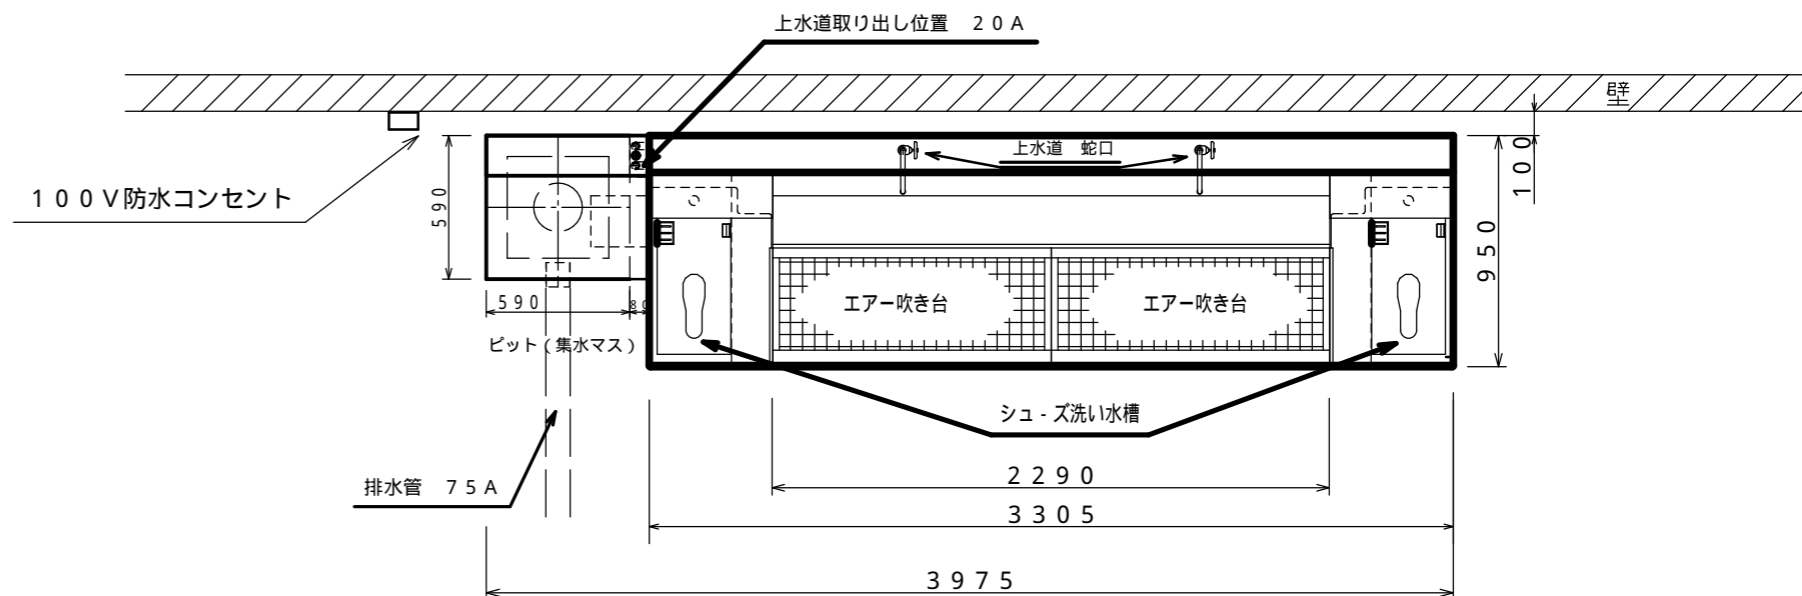 上水道取り出し位置　２０Ａ
壁
上水道　蛇口
１００
１００Ｖ防水コンセント
５９０
９５０
５９０
８０
エアー吹き台
エアー吹き台
ピット（集水マス）
シュ-ズ洗い水槽
２２９０
排水管　７５Ａ
３３０５
３９７５